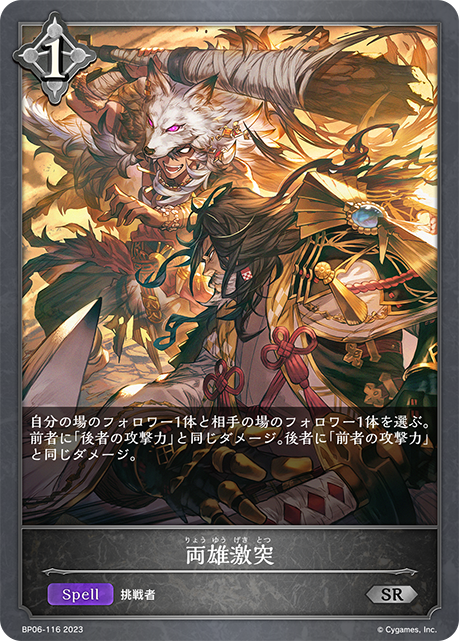 1
自分の場のフォロワー1体と相手の場のフォロワー1体を選ぶ。
前者に「後者の攻撃力」と同じダメージ。後者に「前者の攻撃力」
と同じダメージ。
りょう ゆう げき とつ
両雄激突
Spell 挑戦者 SR
BP06-116 2023 © Cygames, Inc.